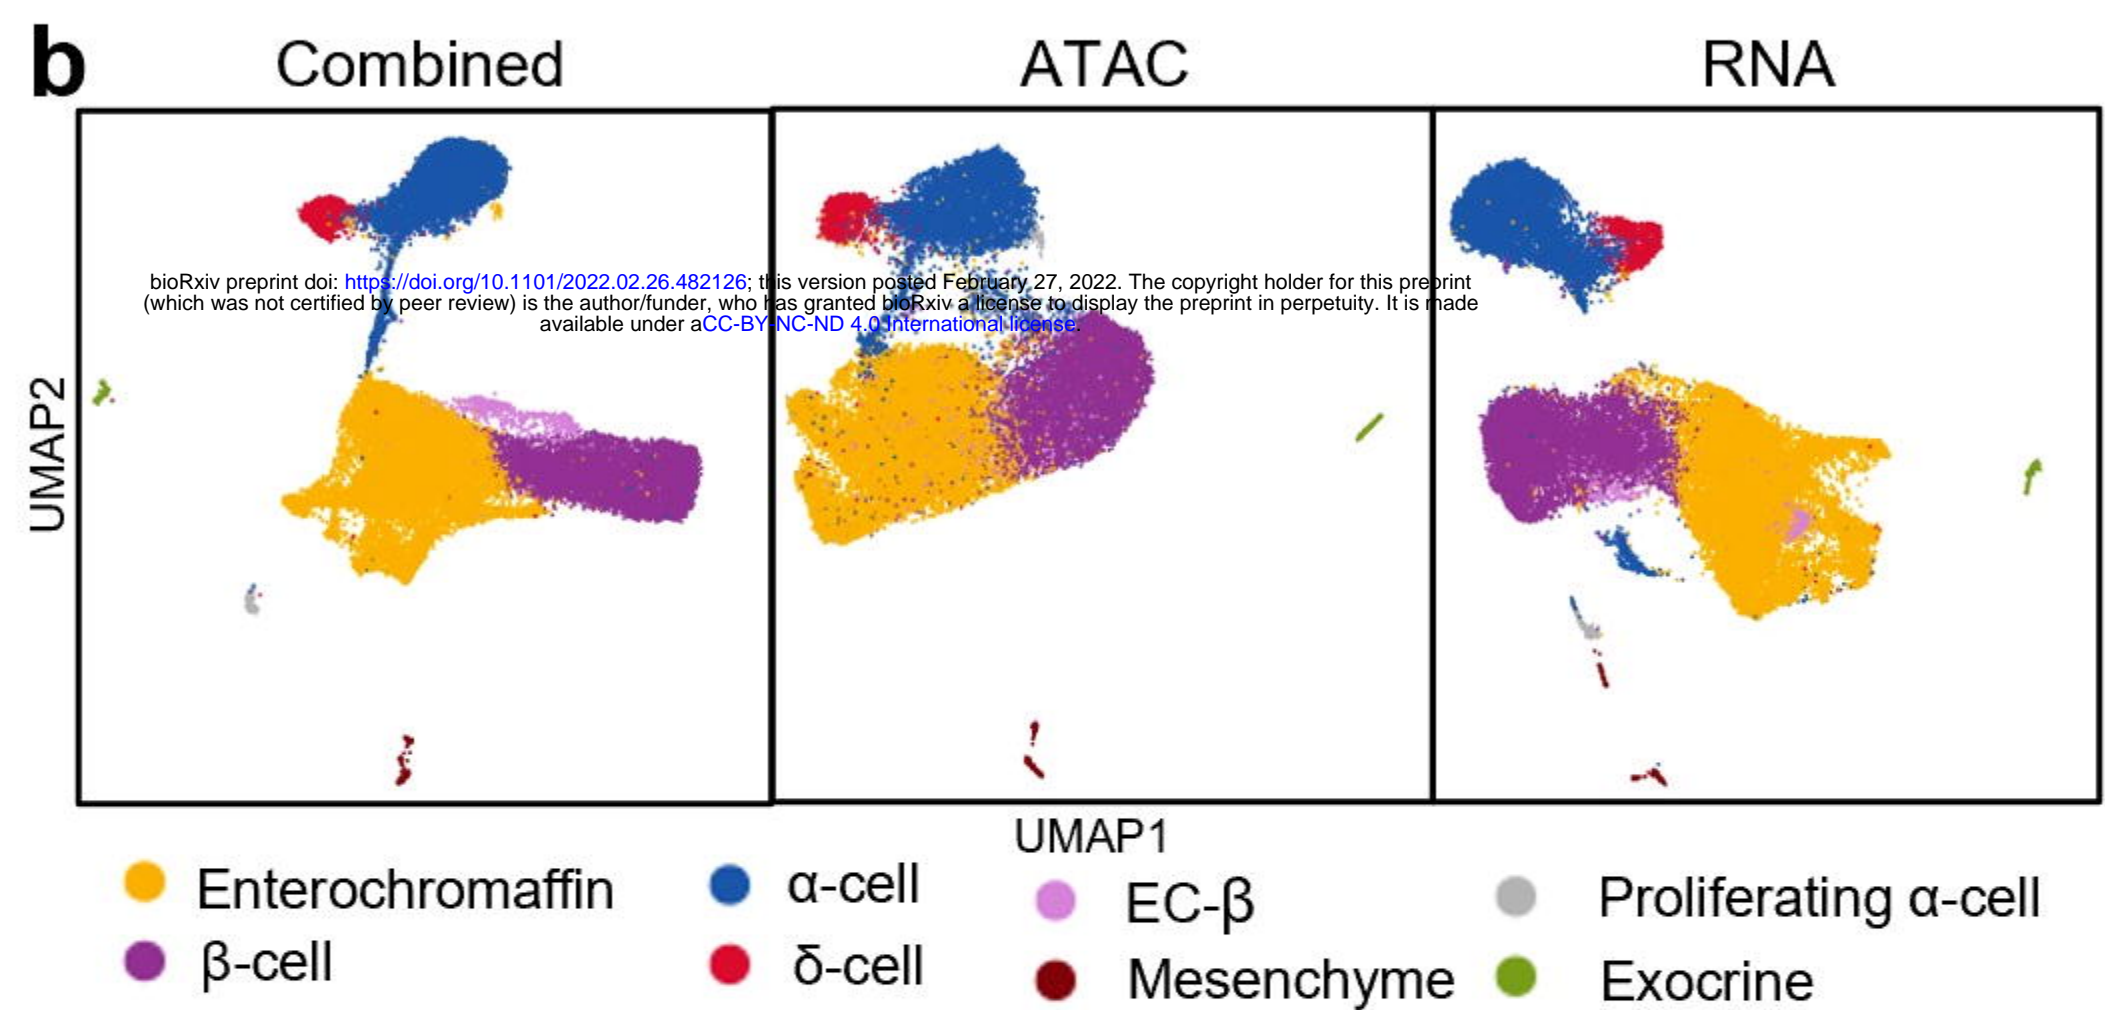 b
Combined
ATAC
RNA
bioRxiv preprint doi: https://doi.org/10.1101/2022.02.26.482126; this version posted February 27, 2022. The copyright holder for this preprint
(which was not certified by peer review) is the author/funder, who has granted bioRxiv a license to display the preprint in perpetuity. It is made
available under aCC-BY-NC-ND 4.0 International license.
UMAP2
UMAP1
Enterochromaffin
α-cell
EC-β
Proliferating α-cell
β-cell
δ-cell
Mesenchyme
Exocrine